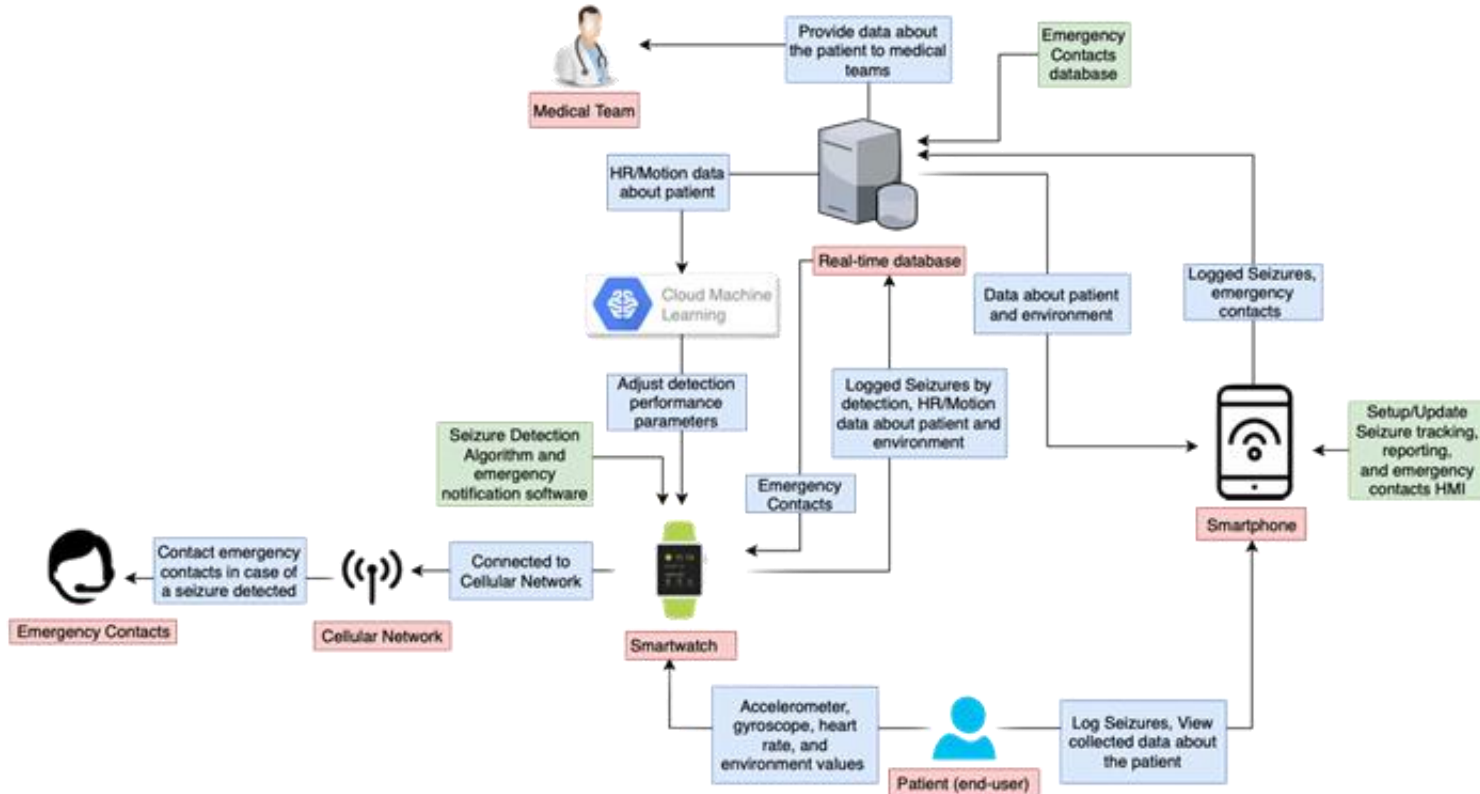 Provide data about
the patient to medical
teams
Emergency
Contacts
database
Medical Team
HR/Motion data
about patient
Real-time database
Cloud Machine
Learning
Data about patient
and environment
Logged Seizures,
emergency
contacts
Adjust detection
performance
parameters
Logged Seizures by
detection, HR/Motion
data about patient and
environment
Seizure Detection
Algorithm and
emergency
notification software
Emergency
Contacts
Setup/Update
Seizure tracking,
reporting,
and emergency
contacts HMI
Smartphone
Contact emergency
contacts in case of
a seizure detected
Connected to
Cellular Network
Emergency Contacts
Cellular Network
Smartwatch
Accelerometer,
gyroscope, heart
rate, and
environment values
Log Seizures, View
collected data about
the patient
Patient (end-user)